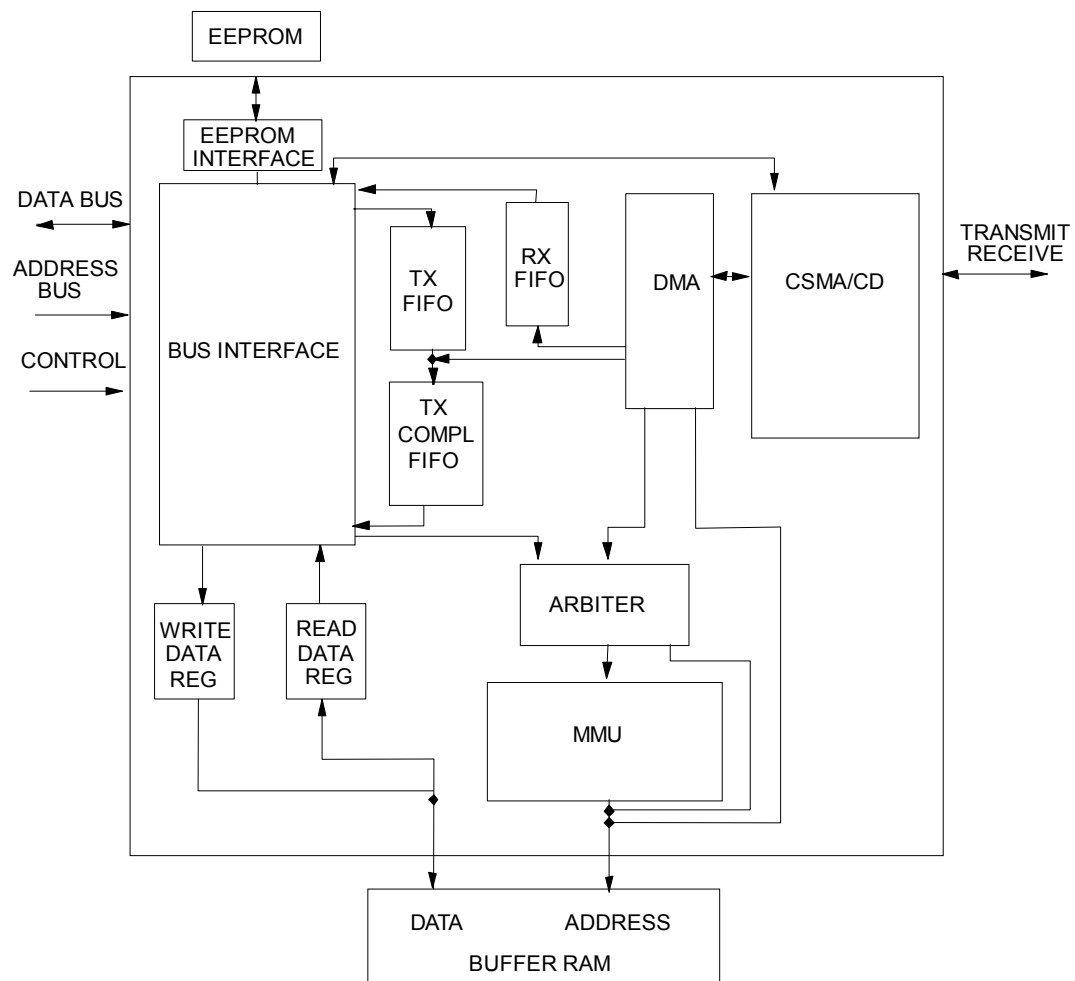 EEPROM
EEPROM
INTERFACE
DATA BUS
ADDRESS
BUS
CONTROL
BUS INTERFACE
TX
FIFO
RX
FIFO
DMA
CSMA/CD
TRANSMIT
RECEIVE
TX
COMPL
FIFO
WRITE
DATA
REG
READ
DATA
REG
ARBITER
MMU
DATA
ADDRESS
BUFFER RAM